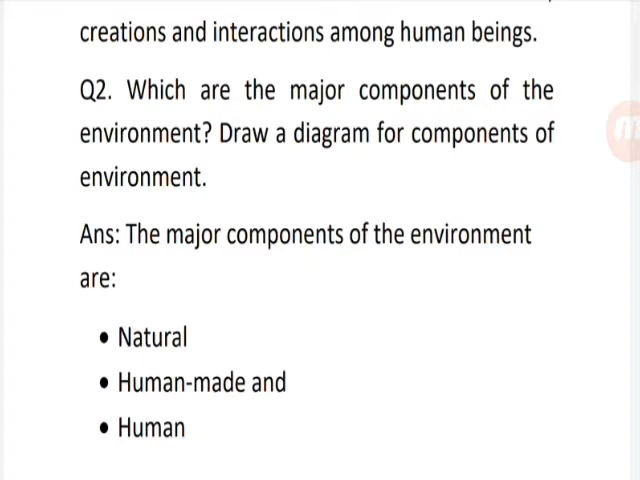 creations and interactions among human beings.
Q2. Which are the major components of the
environment? Draw a diagram for components of
environment.
Ans: The major components of the environment
are:
• Natural
• Human-made and
• Human